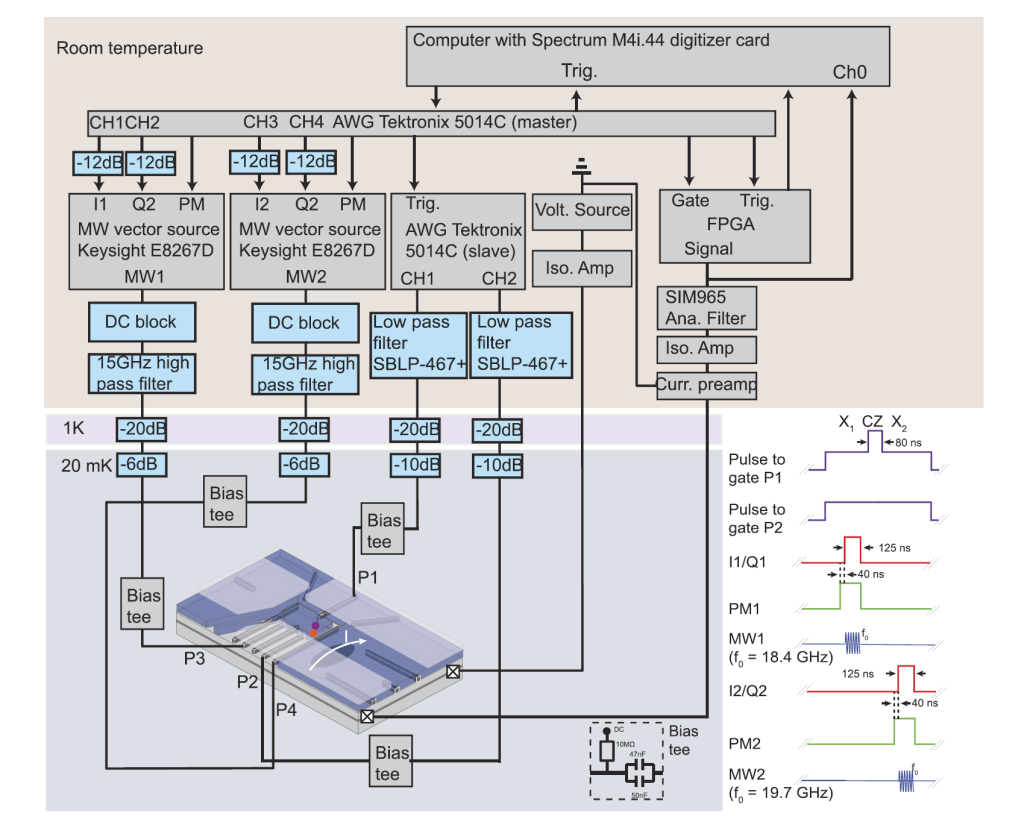 Room temperature
Computer with Spectrum M4i.44 digitizer card
Trig.
Ch0
CH1CH2
CH3 CH4 AWG Tektronix 5014C (master)
-12dB
-12dB
-12dB
-12dB
I1 Q2 PM
MW vector source
Keysight E8267D
MW1
I2 Q2 PM
MW vector source
Keysight E8267D
MW2
Trig.
AWG Tektronix
5014C (slave)
CH1 CH2
Volt. Source
Iso. Amp
Gate Trig.
FPGA
Signal
DC block
DC block
Low pass
filter
SBLP-467+
Low pass
filter
SBLP-467+
SIM965
Ana. Filter
Iso. Amp
Curr. preamp
15GHz high
pass filter
15GHz high
pass filter
1K
-20dB
-20dB
-20dB
-20dB
20 mK
-6dB
-6dB
-10dB
-10dB
Bias
tee
Bias
tee
Bias
tee
P1
P3
P2
P4
I
Bias
tee
DC
10MΩ
47nF
50nF
Bias
tee
X1 CZ X2
80 ns
Pulse to
gate P1
Pulse to
gate P2
I1/Q1
125 ns
40 ns
PM1
MW1
(f0 = 18.4 GHz)
f0
125 ns
I2/Q2
40 ns
PM2
MW2
(f0 = 19.7 GHz)
f0